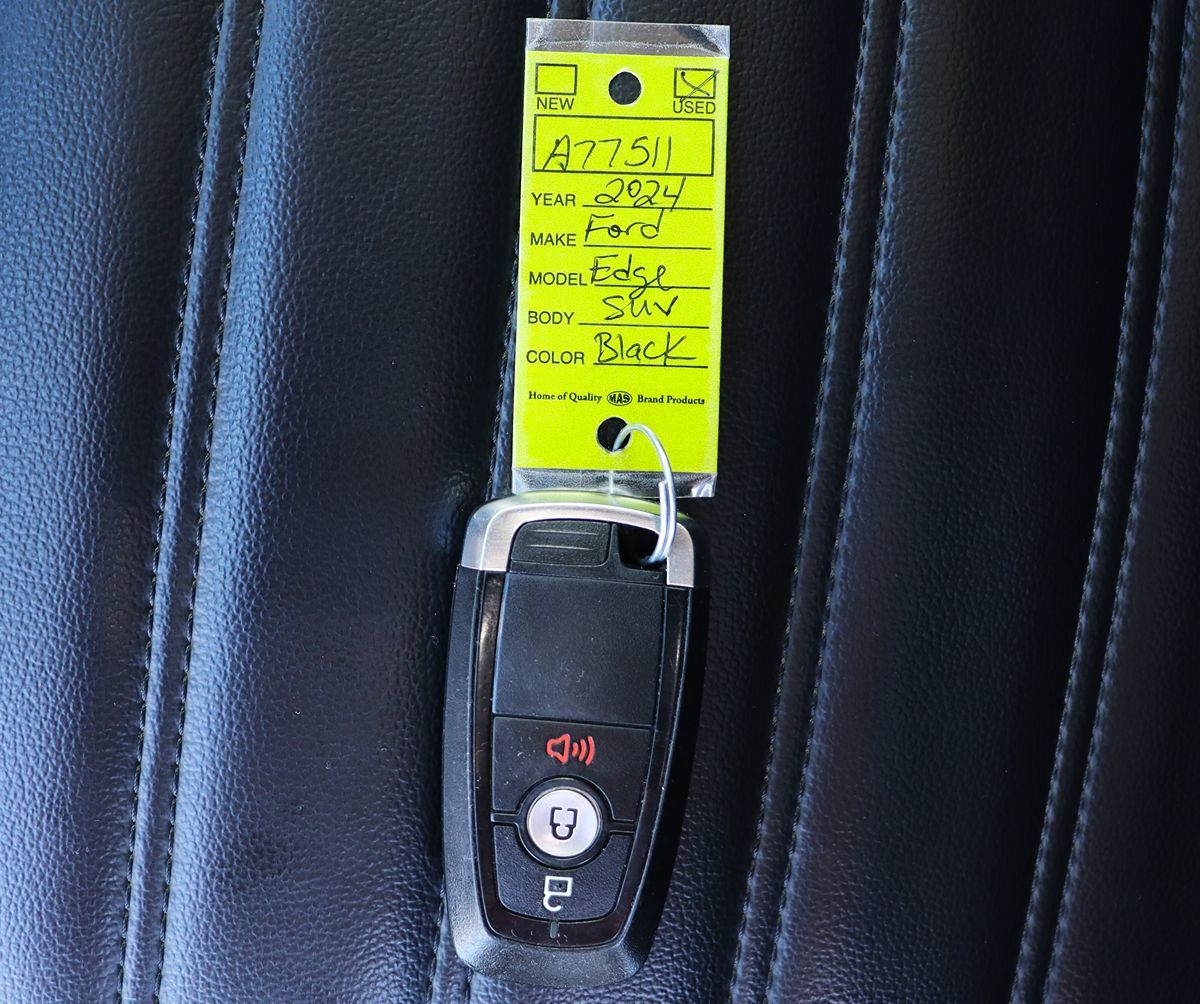 NEW USED
A77511
YEAR 2024
MAKE Ford
MODEL Edge
BODY SUV
COLOR Black
Home of Quality MAS Brand Products